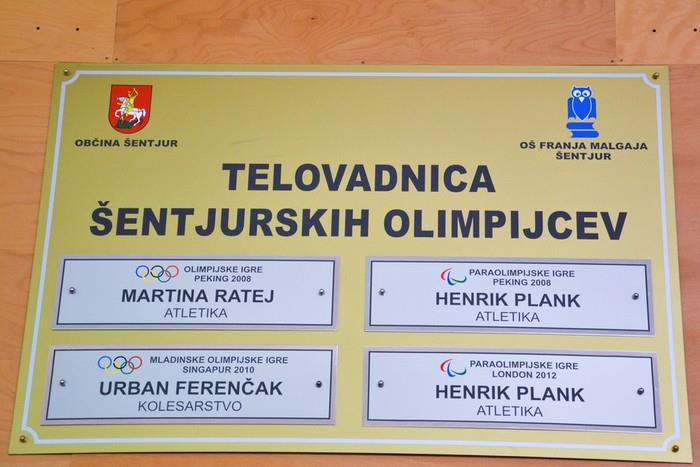 OBČINA ŠENTJUR
OŠ FRANJA MALGAJA
ŠENTJUR
TELOVADNICA
ŠENTJURSKIH OLIMPIJCEV
OLIMPIJSKE IGRE
PEKING 2008
MARTINA RATEJ
ATLETIKA
PARAOLIMPIJSKE IGRE
PEKING 2008
HENRIK PLANK
ATLETIKA
MLADINSKE OLIMPIJSKE IGRE
SINGAPUR 2010
URBAN FERENČAK
KOLESARSTVO
PARAOLIMPIJSKE IGRE
LONDON 2012
HENRIK PLANK
ATLETIKA